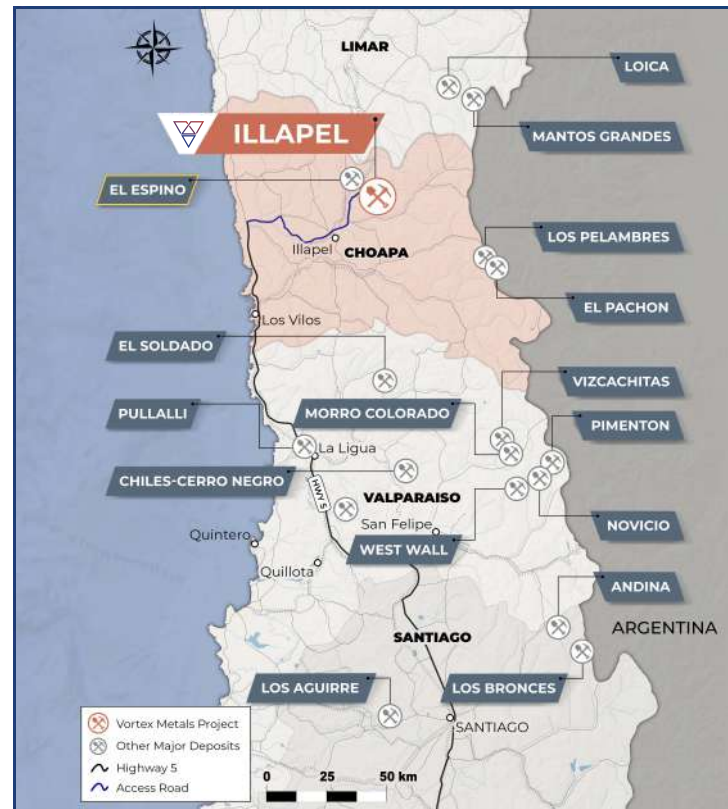 LIMAR
LOICA
MANTOS GRANDES
ILLAPEL
EL ESPINO
Illapel
CHOAPA
LOS PELAMBRES
EL PACHON
Los Vilos
EL SOLDADO
VIZCACHITAS
PULLALLI
MORRO COLORADO
PIMENTON
La Ligua
CHILES-CERRO NEGRO
HWY 5
VALPARAISO
NOVICIO
San Felipe
Quintero
WEST WALL
Quillota
ANDINA
ARGENTINA
SANTIAGO
LOS AGUIRRE
LOS BRONCES
SANTIAGO
Vortex Metals Project
Other Major Deposits
Highway 5
Access Road
0 25 50 km